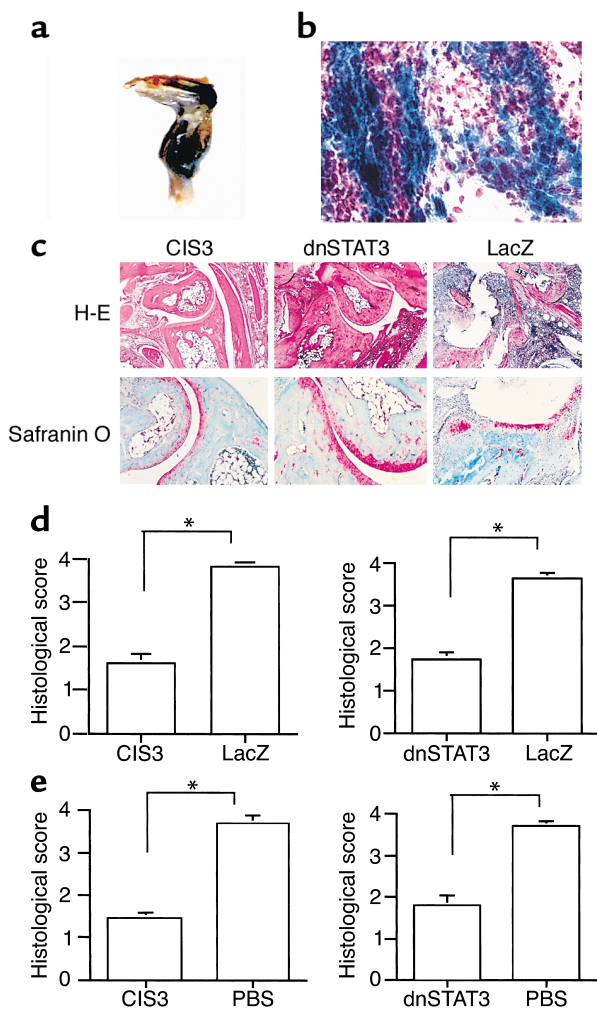 a
b
c
CIS3 dnSTAT3 LacZ
H-E
Safranin O
d
*
Histological score
4
3
2
1
0
CIS3 LacZ
*
Histological score
4
3
2
1
0
dnSTAT3 LacZ
e
*
Histological score
4
3
2
1
0
CIS3 PBS
*
Histological score
4
3
2
1
0
dnSTAT3 PBS